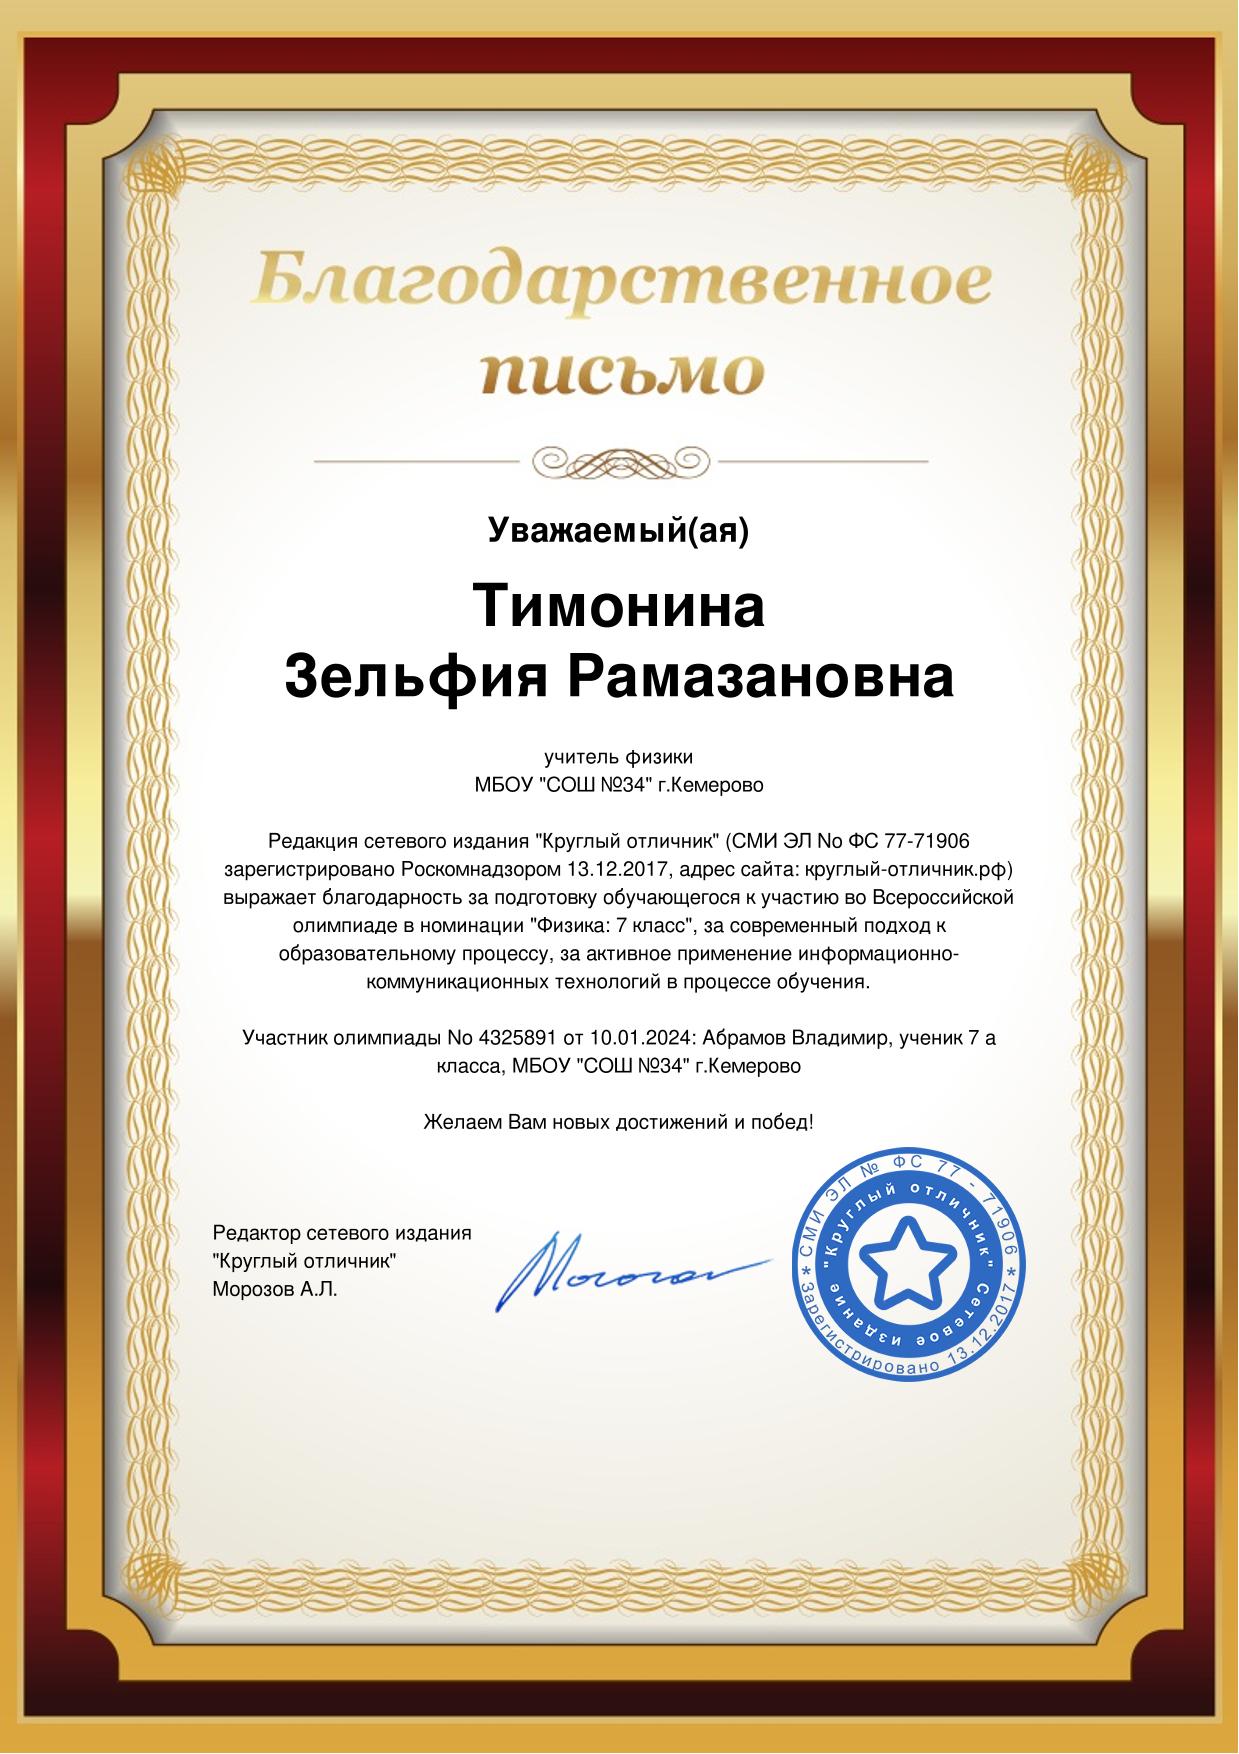 Благодарственное
письмо
Уважаемый(ая)
Тимонина
Зельфия Рамазановна
учитель физики
МБОУ "СОШ №34" г.Кемерово
Редакция сетевого издания "Круглый отличник" (СМИ ЭЛ No ФС 77-71906
зарегистрировано Роскомнадзором 13.12.2017, адрес сайта: круглый-отличник.рф)
выражает благодарность за подготовку обучающегося к участию во Всероссийской
олимпиаде в номинации "Физика: 7 класс", за современный подход к
образовательному процессу, за активное применение информационно-
коммуникационных технологий в процессе обучения.
Участник олимпиады No 4325891 от 10.01.2024: Абрамов Владимир, ученик 7 а
класса, МБОУ "СОШ №34" г.Кемерово
Желаем Вам новых достижений и побед!
Редактор сетевого издания
"Круглый отличник"
Морозов А.Л.
СМИ ЭЛ № ФС 77 - 71906
* Зарегистрировано 13.12.2017 *
"Круглый отличник"
Сетевое издание